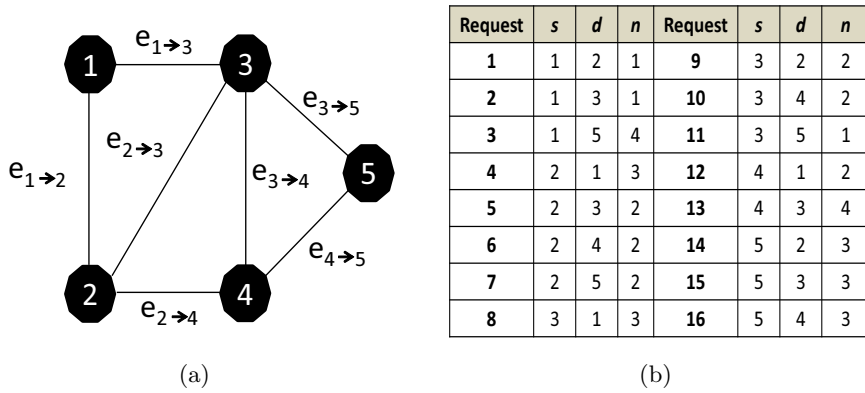 e1→3
1
3
e3→5
e2→3
e1→2
e3→4
5
e4→5
2
4
e2→4
(a)
Request s d n Request s d n
1 1 2 1 9 3 2 2
2 1 3 1 10 3 4 2
3 1 5 4 11 3 5 1
4 2 1 3 12 4 1 2
5 2 3 2 13 4 3 4
6 2 4 2 14 5 2 3
7 2 5 2 15 5 3 3
8 3 1 3 16 5 4 3
(b)